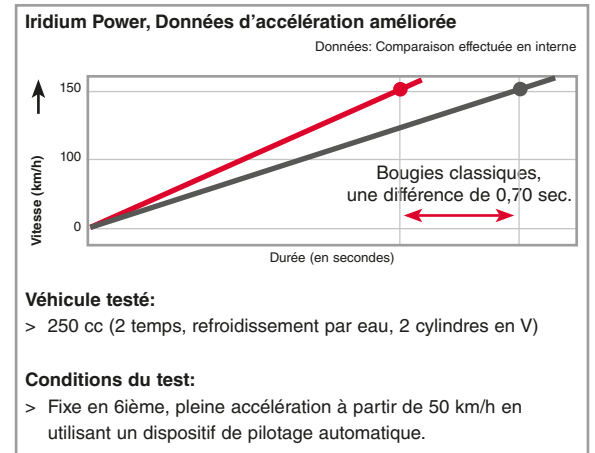 Iridium Power, Données d'accélération améliorée
Données: Comparaison effectuée en interne
150
100
0
Vitesse (km/h)
Bougies classiques,
une différence de 0,70 sec.
Durée (en secondes)
Véhicule testé:
> 250 cc (2 temps, refroidissement par eau, 2 cylindres en V)
Conditions du test:
> Fixe en 6ième, pleine accélération à partir de 50 km/h en
utilisant un dispositif de pilotage automatique.